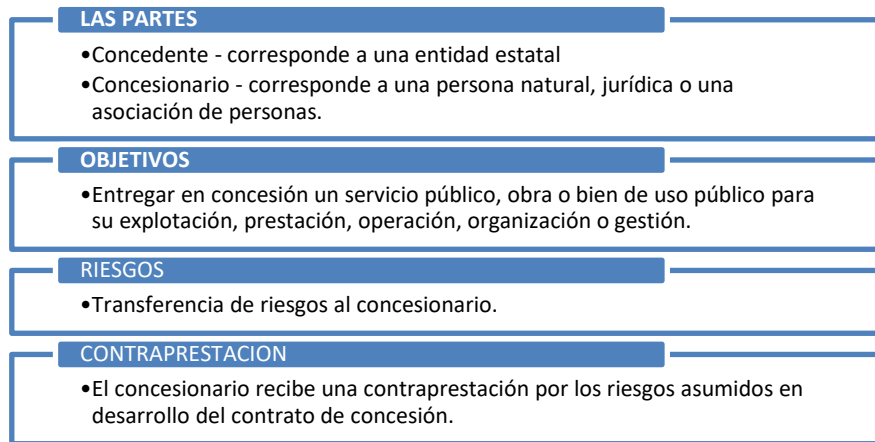 LAS PARTES
•Concedente - corresponde a una entidad estatal
•Concesionario - corresponde a una persona natural, jurídica o una
asociación de personas.
OBJETIVOS
•Entregar en concesión un servicio público, obra o bien de uso público para
su explotación, prestación, operación, organización o gestión.
RIESGOS
•Transferencia de riesgos al concesionario.
CONTRAPRESTACION
•El concesionario recibe una contraprestación por los riesgos asumidos en
desarrollo del contrato de concesión.